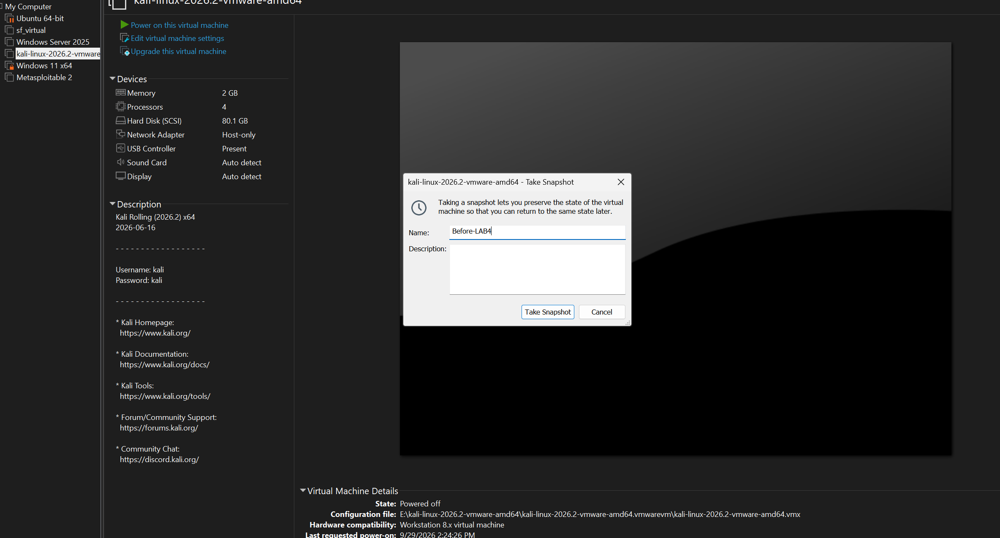 My Computer
Ubuntu 64-bit
sf_virtual
Windows Server 2025
kali-linux-2026.2-vmware
Windows 11 x64
Metasploitable 2
kali-linux-2026.2-vmware-amd64
Power on this virtual machine
Edit virtual machine settings
Upgrade this virtual machine
Devices
Memory 2 GB
Processors 4
Hard Disk (SCSI) 80.1 GB
Network Adapter Host-only
USB Controller Present
Sound Card Auto detect
Display Auto detect
Description
Kali Rolling (2026.2) x64
2026-06-16
- - - - - - - - - - - - - - - - - -
Username: kali
Password: kali
- - - - - - - - - - - - - - - - - -
* Kali Homepage:
https://www.kali.org/
* Kali Documentation:
https://www.kali.org/docs/
* Kali Tools:
https://www.kali.org/tools/
* Forum/Community Support:
https://forums.kali.org/
* Community Chat:
https://discord.kali.org/
kali-linux-2026.2-vmware-amd64 - Take Snapshot
Taking a snapshot lets you preserve the state of the virtual
machine so that you can return to the same state later.
Name: Before-LAB4
Description:
Take Snapshot Cancel
Virtual Machine Details
State: Powered off
Configuration file: E:\kali-linux-2026.2-vmware-amd64\kali-linux-2026.2-vmware-amd64.vmwarevm\kali-linux-2026.2-vmware-amd64.vmx
Hardware compatibility: Workstation 8.x virtual machine
Last requested power-on: 9/29/2026 2:24:26 PM